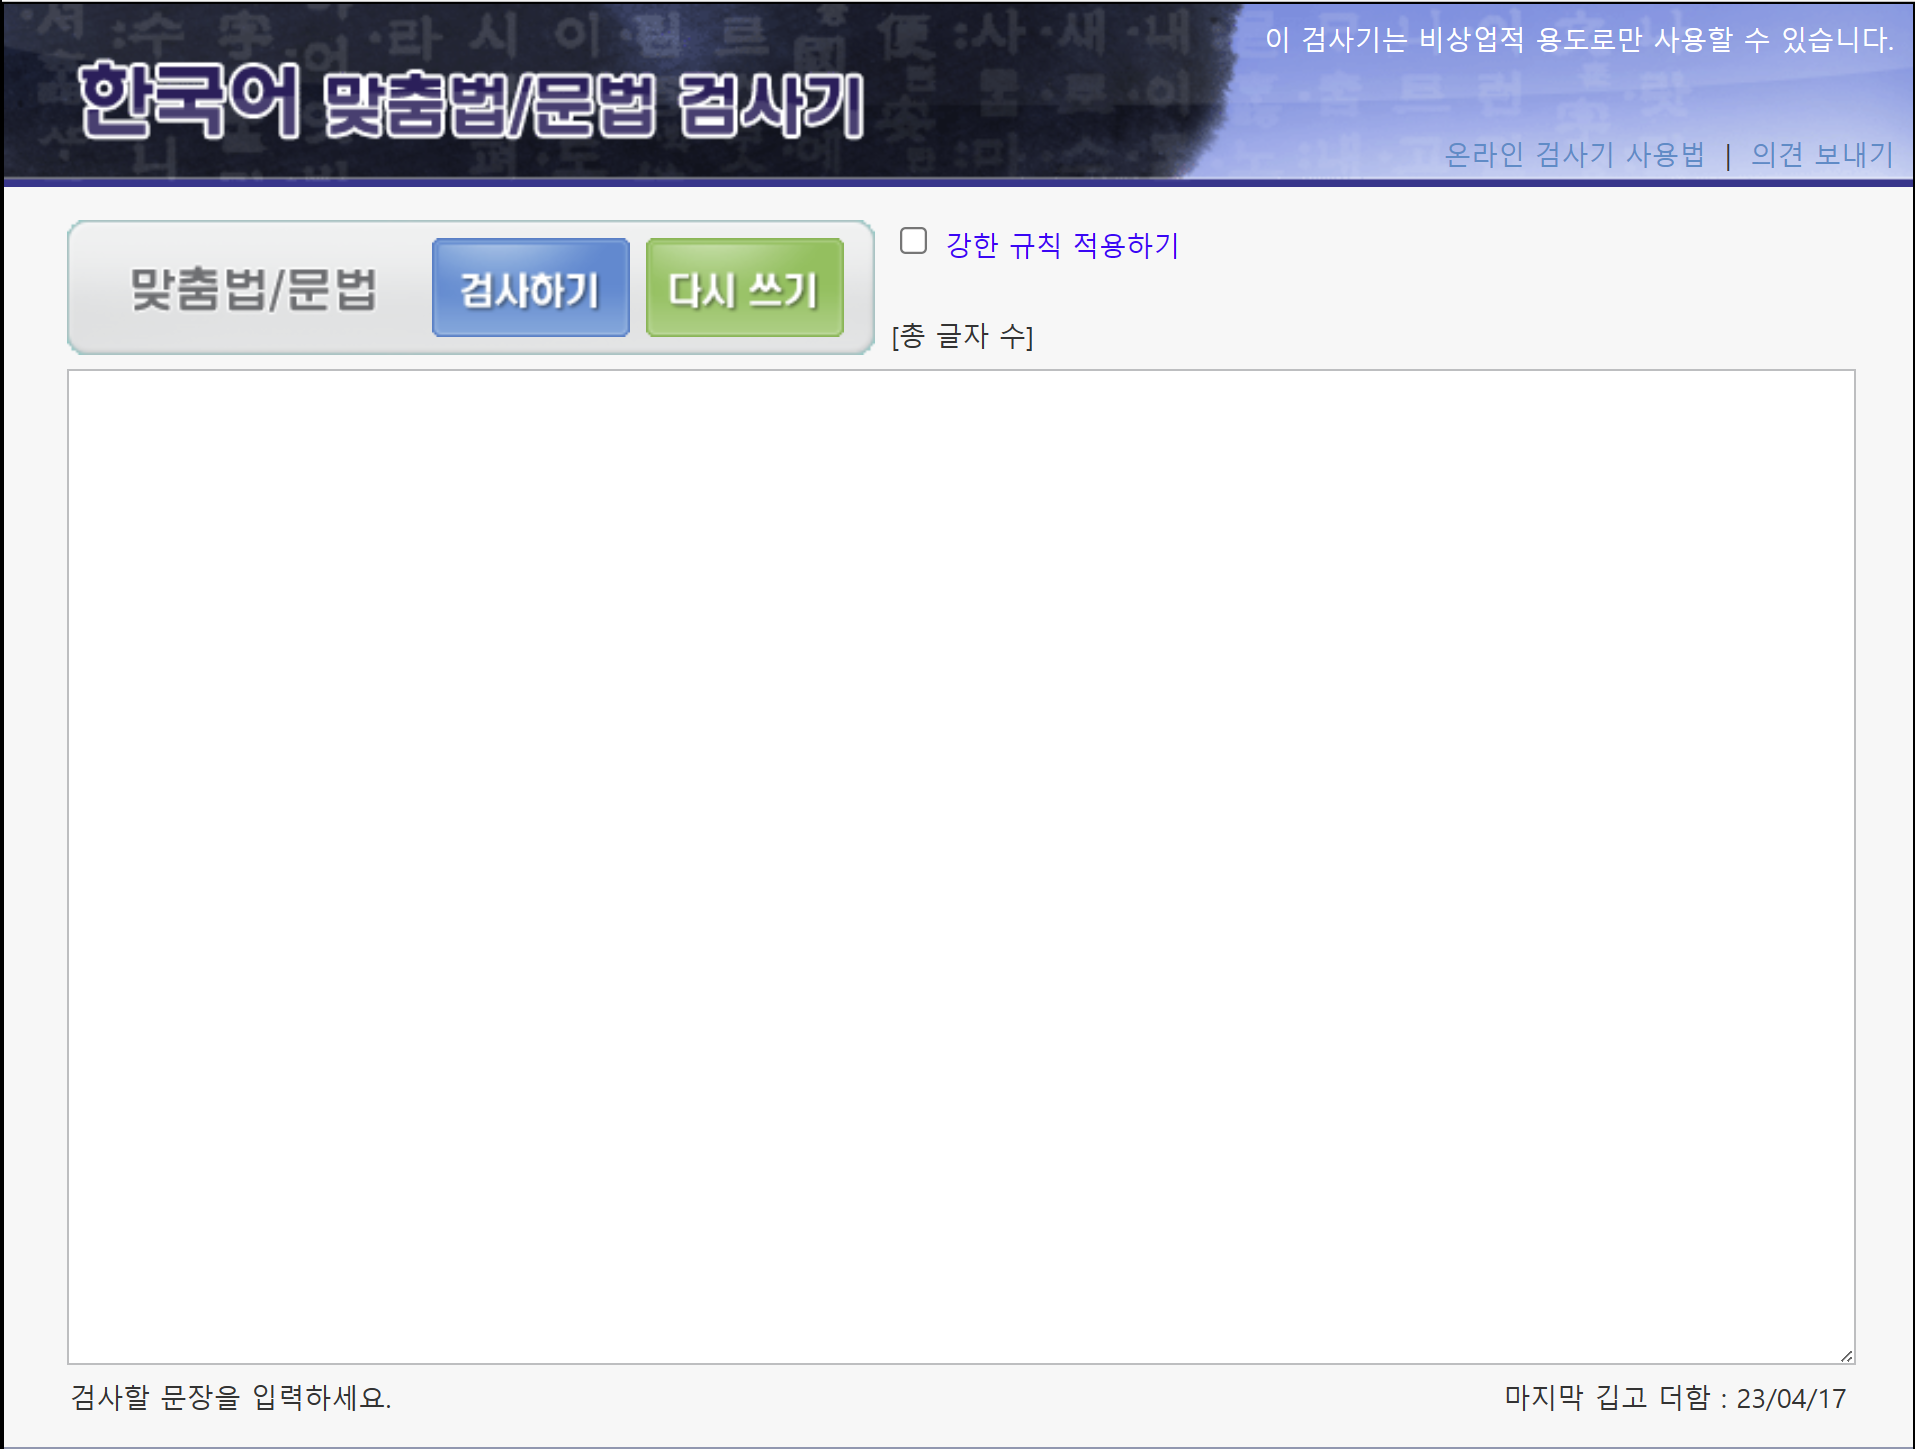 이 검사기는 비상업적 용도로만 사용할 수 있습니다.
한국어 맞춤법/문법 검사기
온라인 검사기 사용법 | 의견 보내기
맞춤법/문법 검사하기 다시 쓰기
강한 규칙 적용하기
[총 글자 수]
검사할 문장을 입력하세요.
마지막 깁고 더함 : 23/04/17